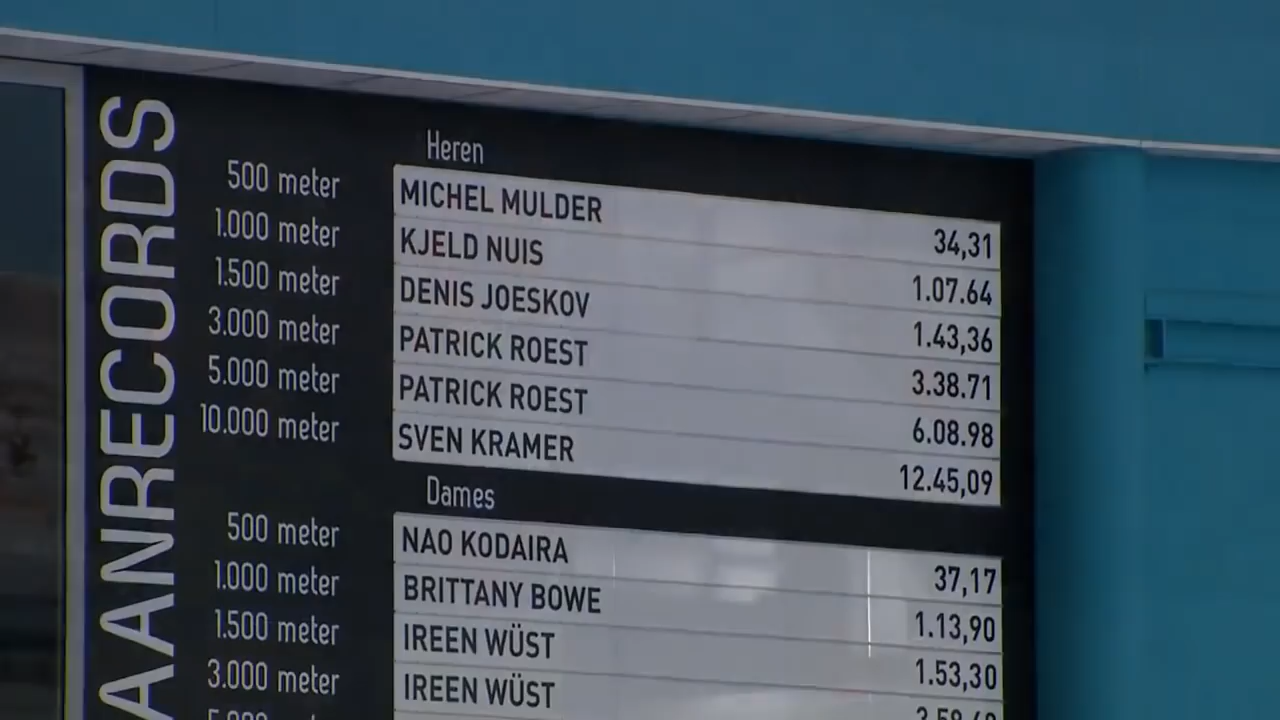 AANRECORDS
Heren
500 meter MICHEL MULDER 34,31
1.000 meter KJELD NUIS 1.07.64
1.500 meter DENIS JOESKOV 1.43,36
3.000 meter PATRICK ROEST 3.38.71
5.000 meter PATRICK ROEST 6.08.98
10.000 meter SVEN KRAMER 12.45,09
Dames
500 meter NAO KODAIRA 37,17
1.000 meter BRITTANY BOWE 1.13,90
1.500 meter IREEN WÜST 1.53,30
3.000 meter IREEN WÜST